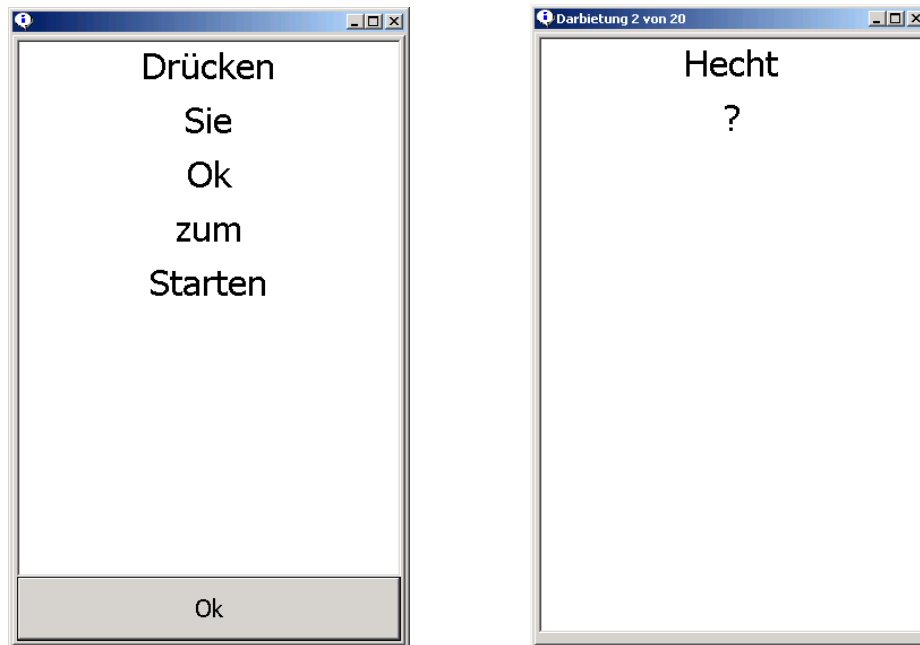 Drücken
Sie
Ok
zum
Starten
Ok
Darbietung 2 von 20
Hecht
?